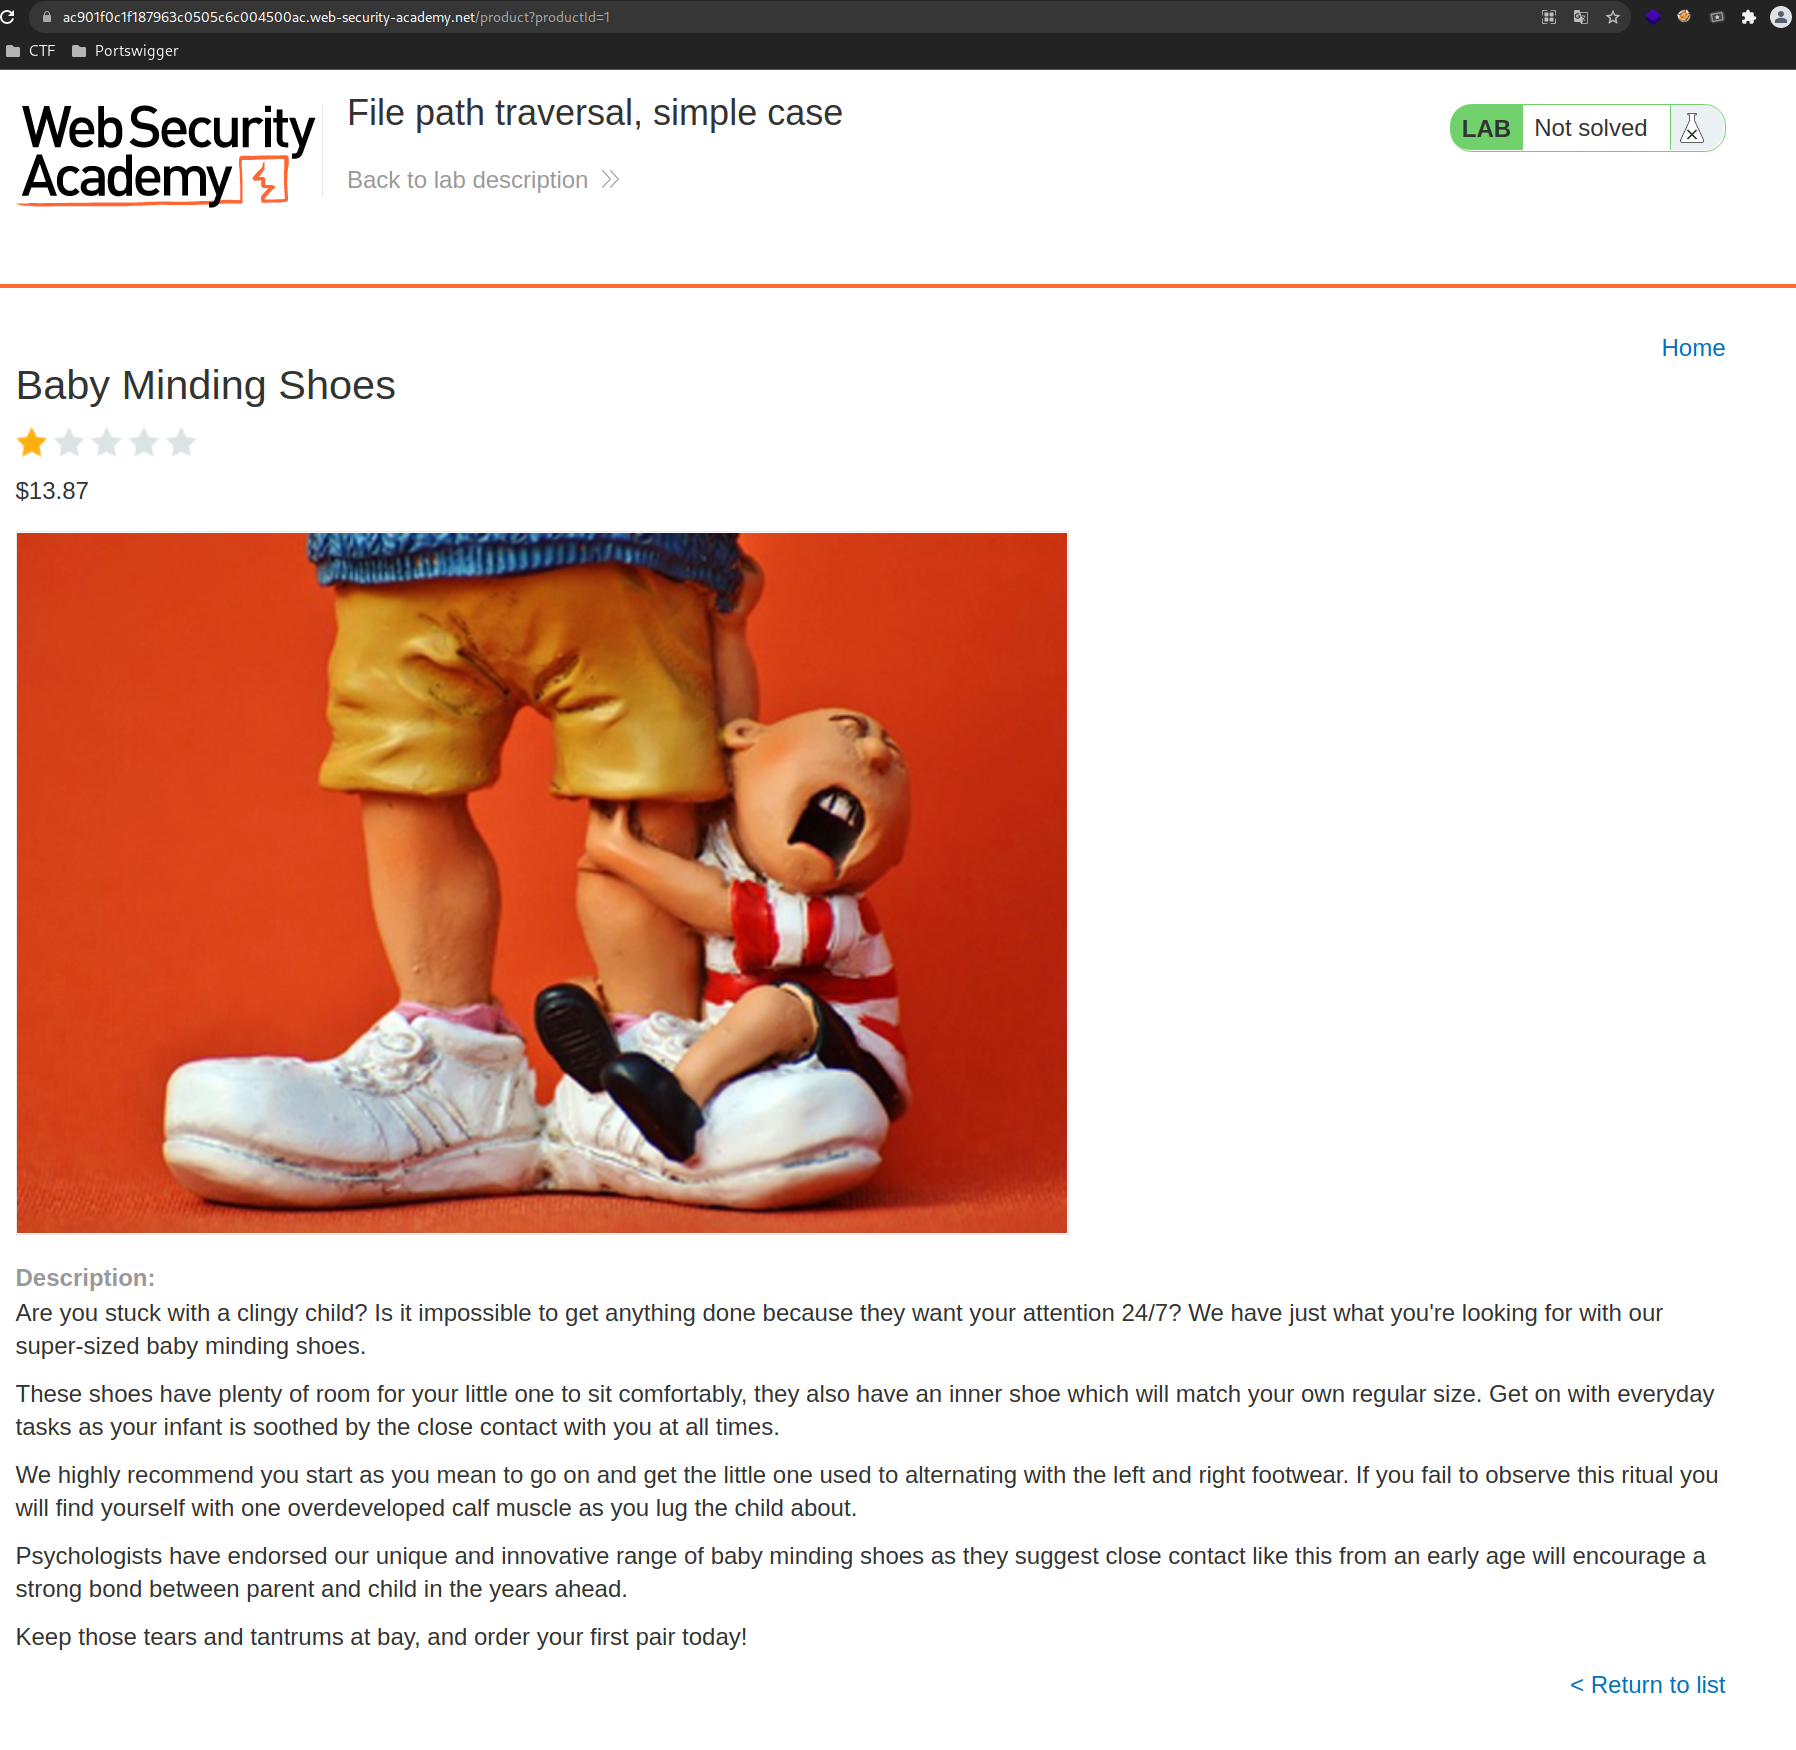 ac901f0c1f187963c0505c6c004500ac.web-security-academy.net/product?productId=1
CTF
Portswigger
Web Security
Academy
File path traversal, simple case
Back to lab description
LAB
Not solved
Home
Baby Minding Shoes
$13.87
Description:
Are you stuck with a clingy child? Is it impossible to get anything done because they want your attention 24/7? We have just what you're looking for with our
super-sized baby minding shoes.
These shoes have plenty of room for your little one to sit comfortably, they also have an inner shoe which will match your own regular size. Get on with everyday
tasks as your infant is soothed by the close contact with you at all times.
We highly recommend you start as you mean to go on and get the little one used to alternating with the left and right footwear. If you fail to observe this ritual you
will find yourself with one overdeveloped calf muscle as you lug the child about.
Psychologists have endorsed our unique and innovative range of baby minding shoes as they suggest close contact like this from an early age will encourage a
strong bond between parent and child in the years ahead.
Keep those tears and tantrums at bay, and order your first pair today!
< Return to list